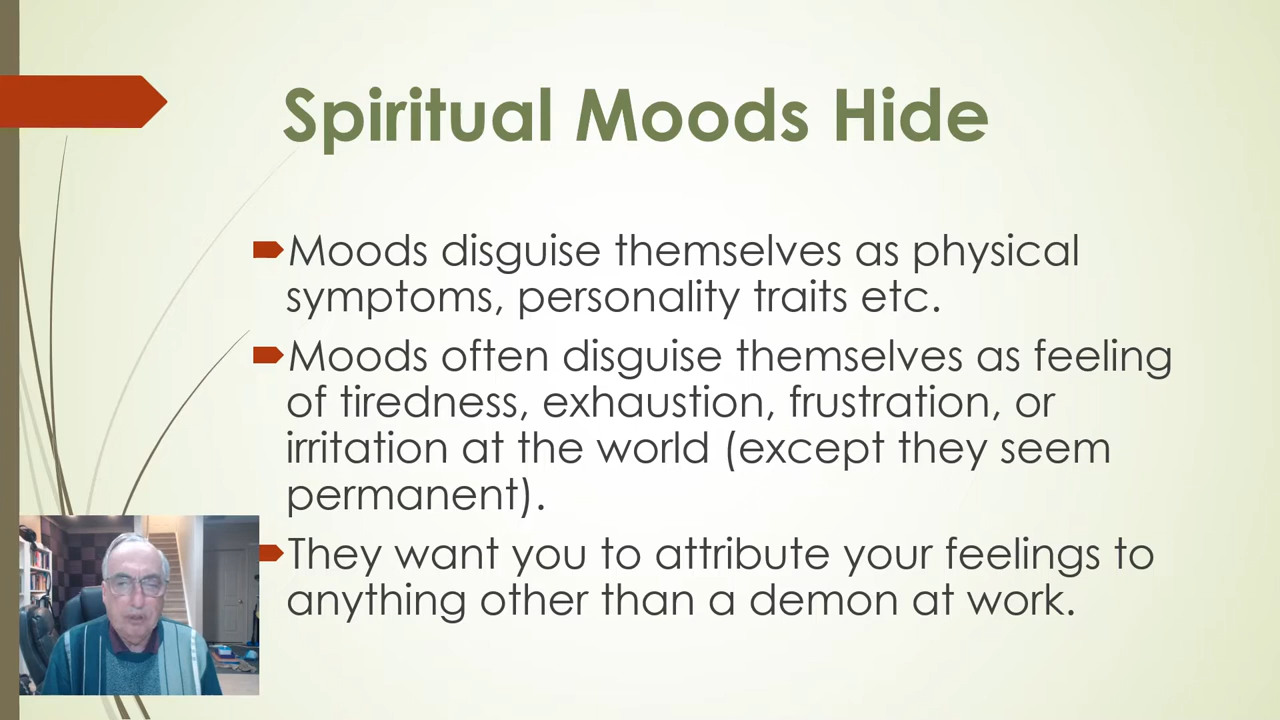 Spiritual Moods Hide
Moods disguise themselves as physical
symptoms, personality traits etc.
Moods often disguise themselves as feeling
of tiredness, exhaustion, frustration, or
irritation at the world (except they seem
permanent).
They want you to attribute your feelings to
anything other than a demon at work.